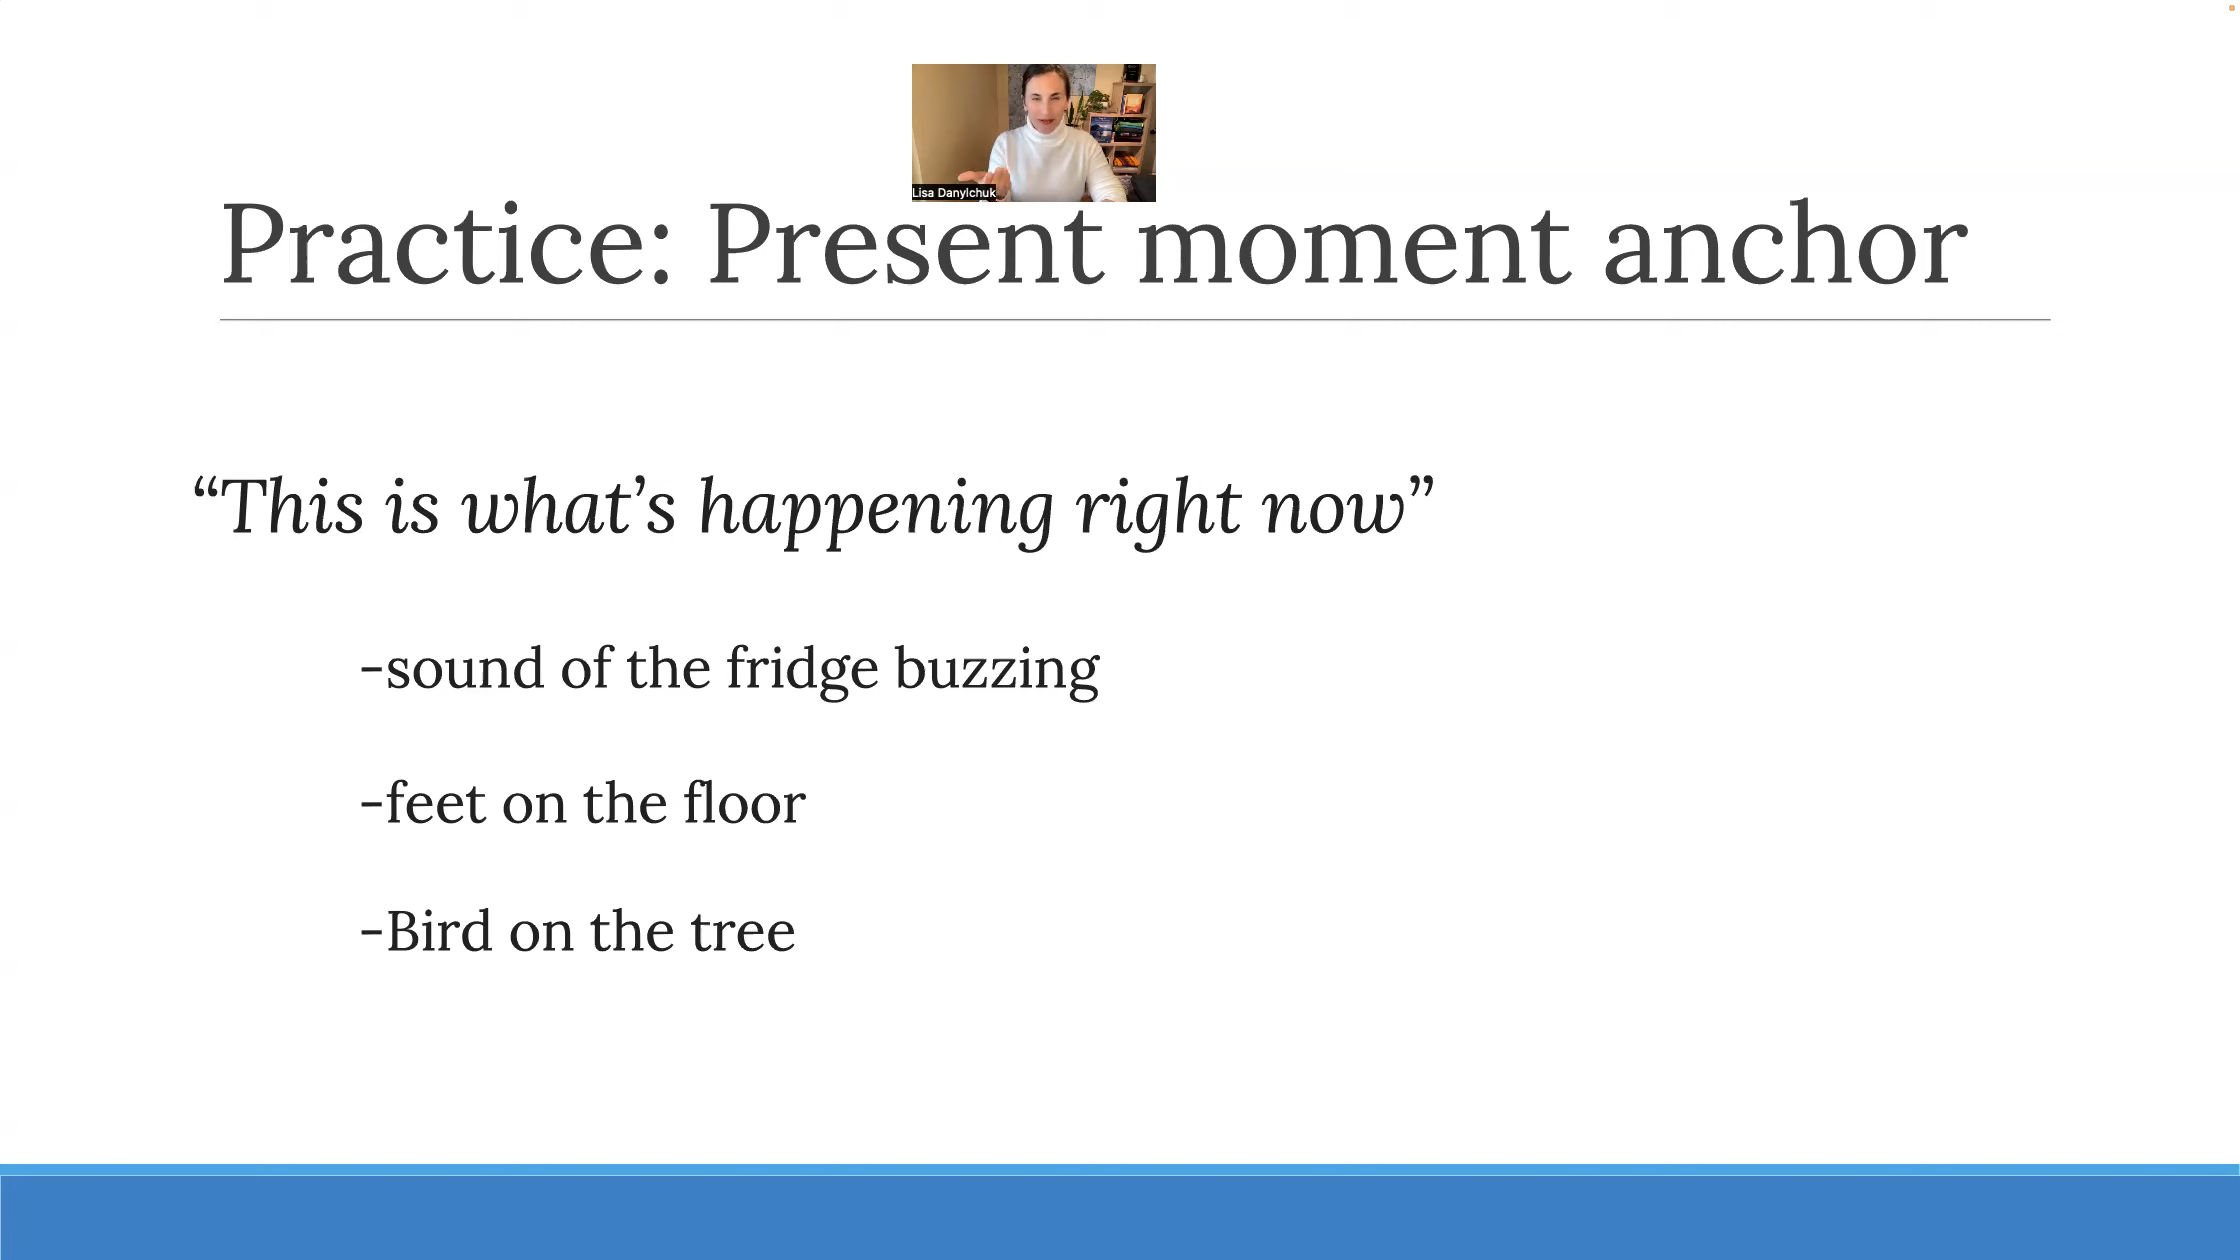 Lisa Danylchuk
Practice: Present moment anchor
“This is what’s happening right now”
-sound of the fridge buzzing
-feet on the floor
-Bird on the tree